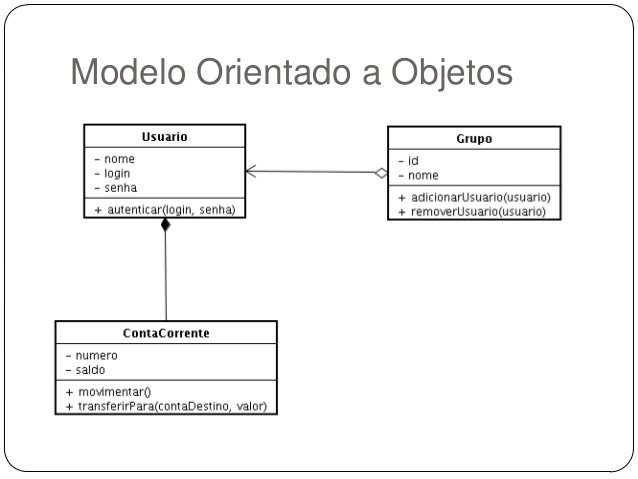 Modelo Orientado a Objetos
Usuario
- nome
- login
- senha
+ autenticar(login, senha)
Grupo
- id
- nome
+ adicionarUsuario(usuario)
+ removerUsuario(usuario)
ContaCorrente
- numero
- saldo
+ movimentar()
+ transferirPara(contaDestino, valor)